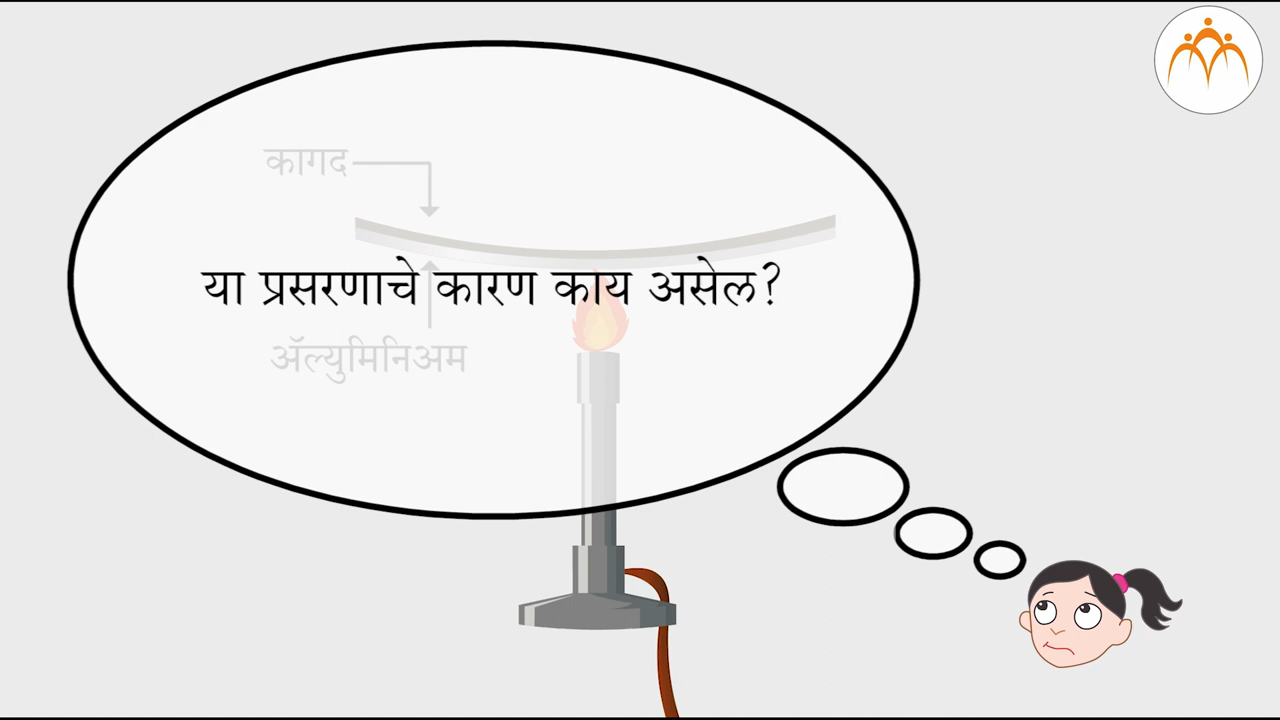 कागद
या प्रसरणाचे कारण काय असेल?
ॲल्युमिनिअम